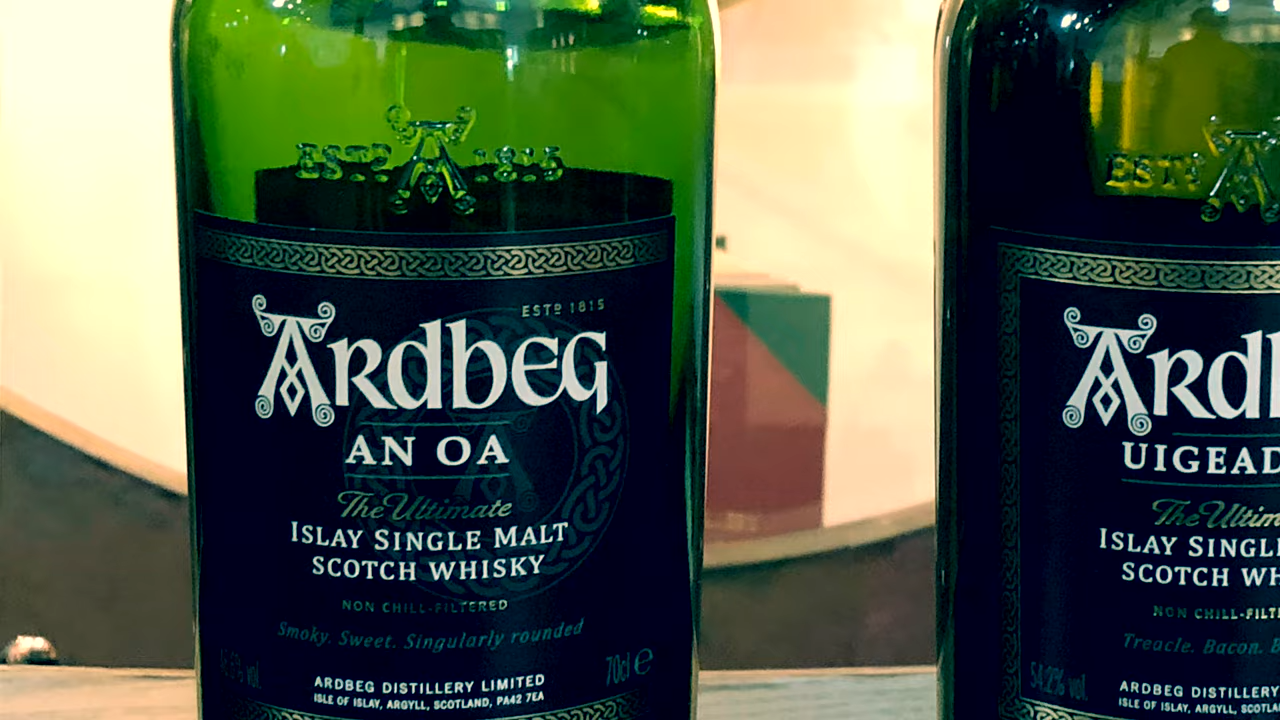 ESTD 1815
ESTD 1815
ARDBEG
AN OA
The Ultimate
ISLAY SINGLE MALT
SCOTCH WHISKY
NON CHILL-FILTERED
Smoky. Sweet. Singularly rounded
70cl e
ARDBEG DISTILLERY LIMITED
ISLE OF ISLAY, ARGYLL, SCOTLAND, PA42 7EA
ESTD
ARDB
UIGEAD
The Ultim
ISLAY SINGL
SCOTCH WH
NON CHILL-FILT
Treacle. Bacon. B
54.2% vol.
ARDBEG DISTILLERY
ISLE OF ISLAY, ARGYLL, SCOTLA